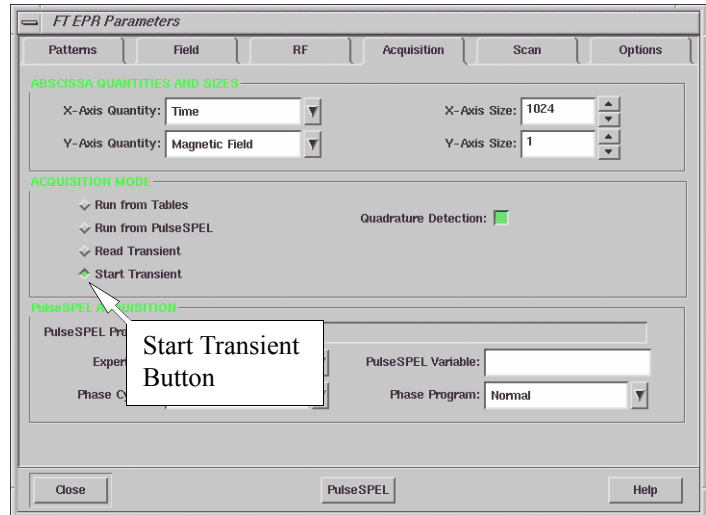 FT EPR Parameters
Patterns Field RF Acquisition Scan Options
ABSCISSA QUANTITIES AND SIZES
X-Axis Quantity: Time X-Axis Size: 1024
Y-Axis Quantity: Magnetic Field Y-Axis Size: 1
ACQUISITION MODE
Run from Tables
Quadrature Detection:
Run from PulseSPEL
Read Transient
Start Transient
PulseSPEL ACQUISITION
PulseSPEL Pro
Start Transient
Button
Exper PulseSPEL Variable:
Phase Cy Phase Program: Normal
Close PulseSPEL Help